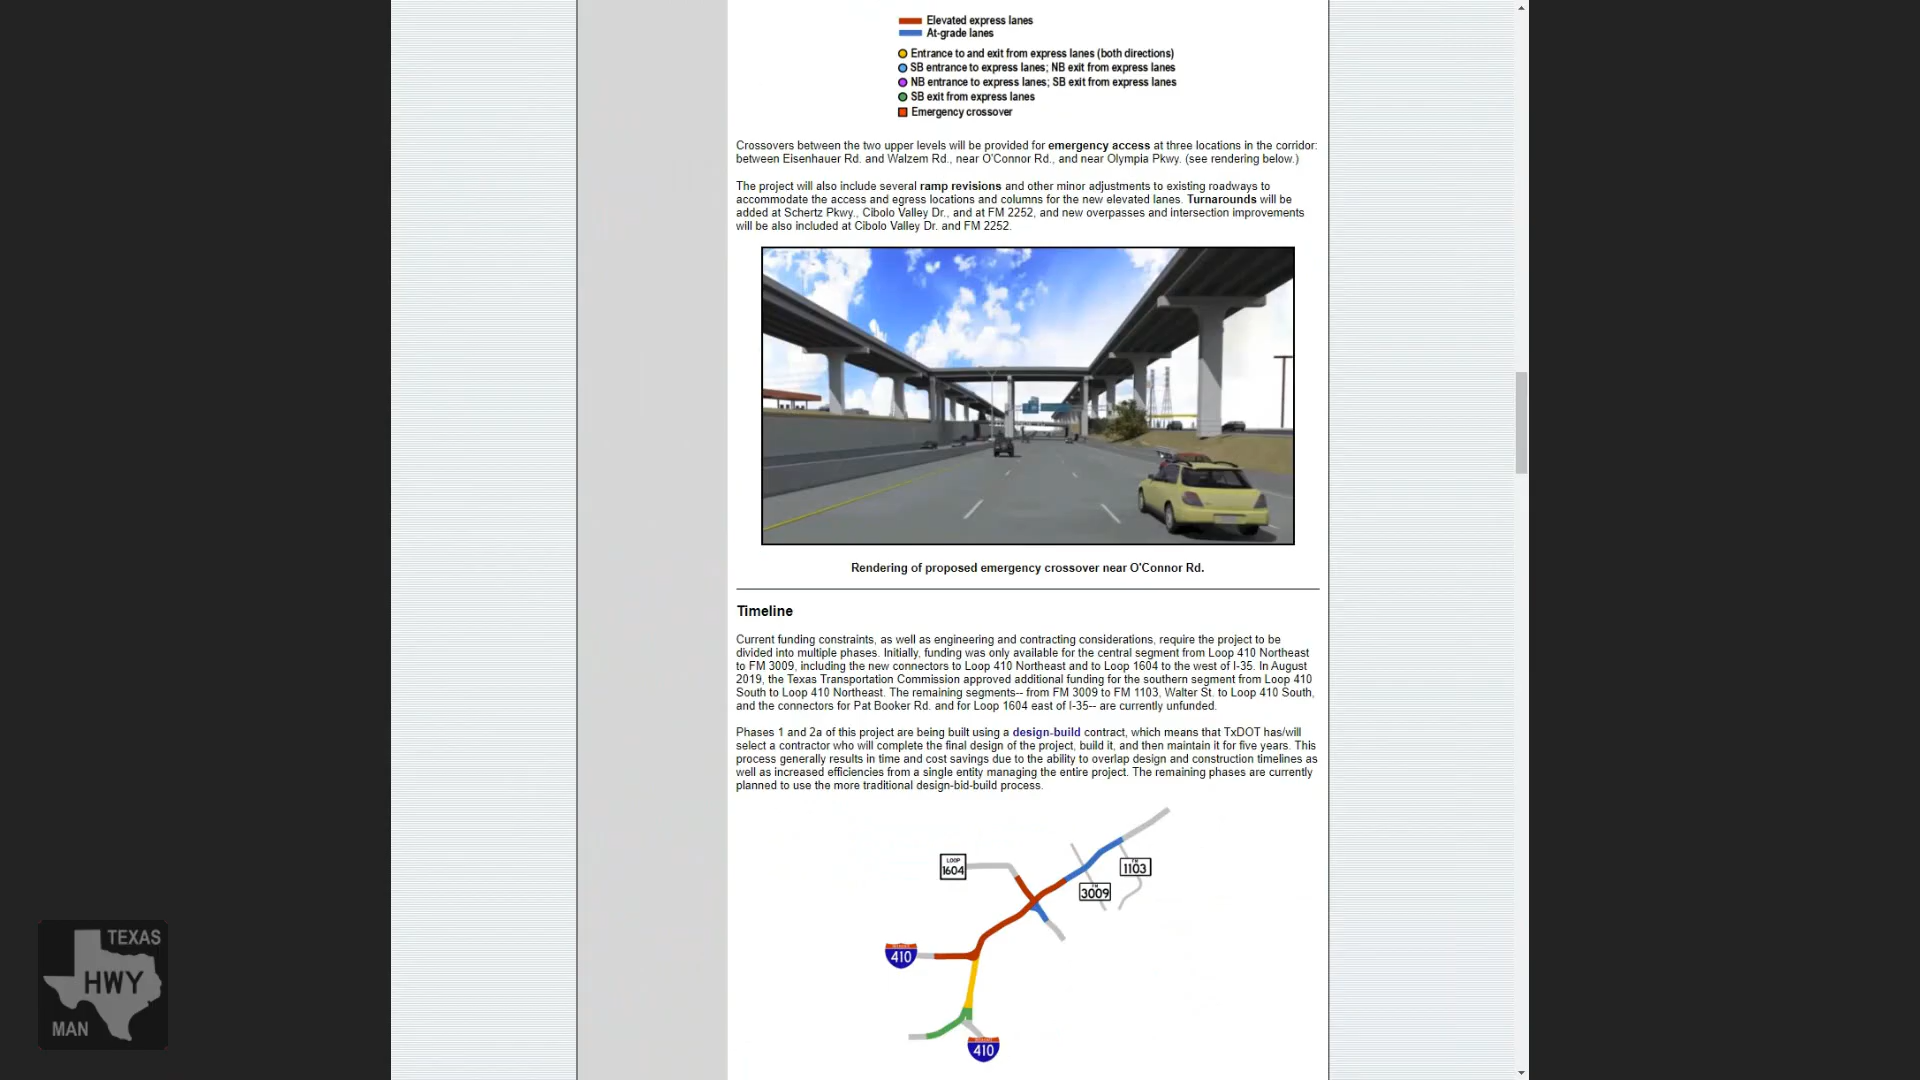 Elevated express lanes
At-grade lanes
Entrance to and exit from express lanes (both directions)
SB entrance to express lanes; NB exit from express lanes
NB entrance to express lanes; SB exit from express lanes
SB exit from express lanes
Emergency crossover
Crossovers between the two upper levels will be provided for emergency access at three locations in the corridor:
between Eisenhauer Rd. and Walzem Rd., near O'Connor Rd., and near Olympia Pkwy. (see rendering below.)
The project will also include several ramp revisions and other minor adjustments to existing roadways to
accommodate the access and egress locations and columns for the new elevated lanes. Turnarounds will be
added at Schertz Pkwy., Cibolo Valley Dr., and at FM 2252, and new overpasses and intersection improvements
will be also included at Cibolo Valley Dr. and FM 2252.
Rendering of proposed emergency crossover near O'Connor Rd.
Timeline
Current funding constraints, as well as engineering and contracting considerations, require the project to be
divided into multiple phases. Initially, funding was only available for the central segment from Loop 410 Northeast
to FM 3009, including the new connectors to Loop 410 Northeast and to Loop 1604 to the west of I-35. In August
2019, the Texas Transportation Commission approved additional funding for the southern segment from Loop 410
South to Loop 410 Northeast. The remaining segments-- from FM 3009 to FM 1103, Walter St. to Loop 410 South,
and the connectors for Pat Booker Rd. and for Loop 1604 east of I-35-- are currently unfunded.
Phases 1 and 2a of this project are being built using a design-build contract, which means that TxDOT has/will
select a contractor who will complete the final design of the project, build it, and then maintain it for five years. This
process generally results in time and cost savings due to the ability to overlap design and construction timelines as
well as increased efficiencies from a single entity managing the entire project. The remaining phases are currently
planned to use the more traditional design-bid-build process.
LOOP
1604
FM
1103
FM
3009
410
410
TEXAS
HWY
MAN